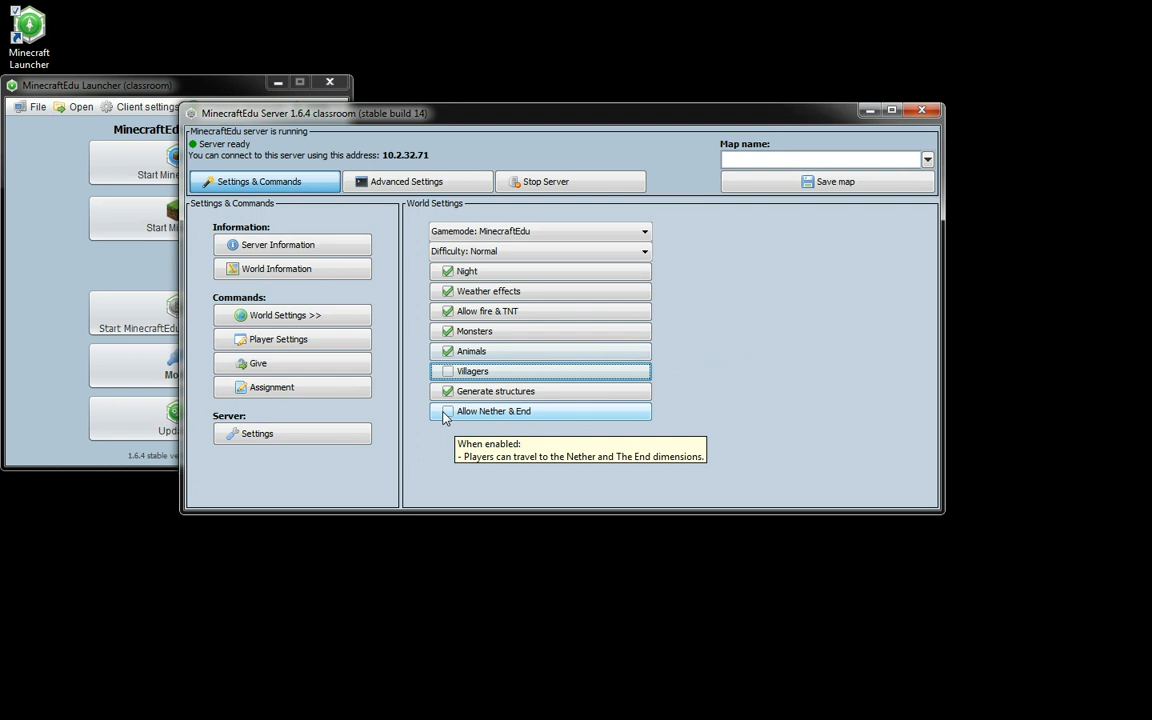 Minecraft
Launcher
MinecraftEdu Launcher (classroom)
File Open Client settings
MinecraftEd
Start Mine
Start Mi
Start: MinecraftEdu
Mo
Upda
1.6.4 stable ve
MinecraftEdu Server 1.6.4 classroom (stable build 14)
MinecraftEdu server is running
Server ready
You can connect to this server using this address: 10.2.32.71
Map name:
Settings & Commands Advanced Settings Stop Server Save map
Settings & Commands
Information:
Server Information
World Information
Commands:
World Settings >>
Player Settings
Give
Assignment
Server:
Settings
World Settings
Gamemode: MinecraftEdu
Difficulty: Normal
Night
Weather effects
Allow fire & TNT
Monsters
Animals
Villagers
Generate structures
Allow Nether & End
When enabled:
- Players can travel to the Nether and The End dimensions.